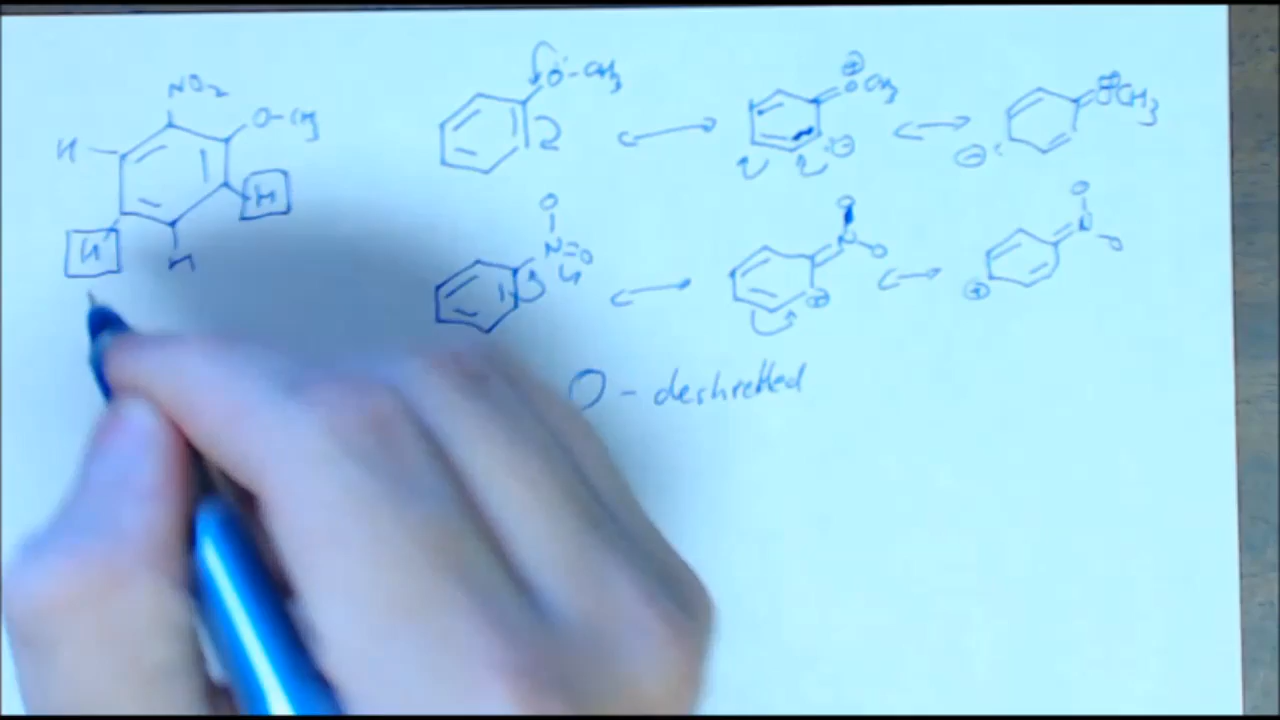 NO2
O-CH3
H
H
H
H
O-CH3
⊕
OCH3
⊖
⊕
OCH3
⊖
O
N=O
O
N
O
⊕
O
N
O
⊕
O - deshielded